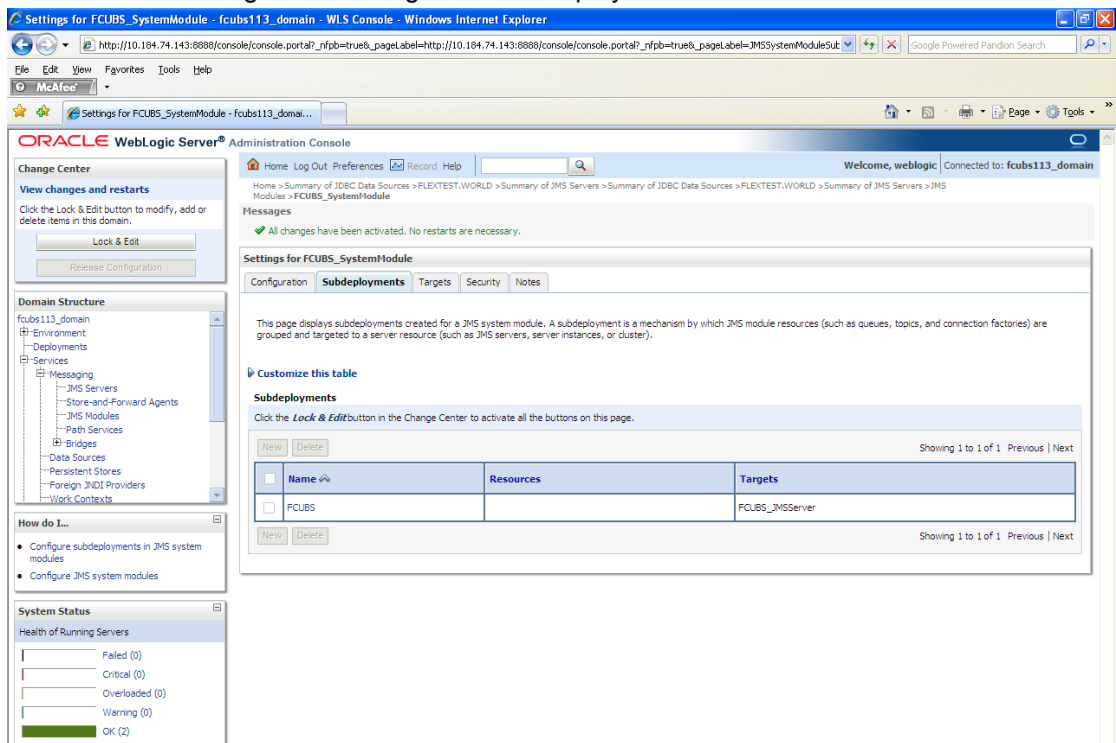 Settings for FCUBS_SystemModule - fcubs113_domain - WLS Console - Windows Internet Explorer
http://10.184.74.143:8888/console/console.portal?_nfpb=true&_pageLabel=http://10.184.74.143:8888/console/console.portal?_nfpb=true&_pageLabel=JMSSystemModuleSub
Google Powered Pandion Search
File Edit View Favorites Tools Help
McAfee
Settings for FCUBS_SystemModule - fcubs113_domai...
Page Tools
ORACLE WebLogic Server® Administration Console
Change Center
View changes and restarts
Click the Lock & Edit button to modify, add or
delete items in this domain.
Lock & Edit
Release Configuration
Domain Structure
fcubs113_domain
Environment
Deployments
Services
Messaging
JMS Servers
Store-and-Forward Agents
JMS Modules
Path Services
Bridges
Data Sources
Persistent Stores
Foreign JNDI Providers
Work Contexts
How do I...
Configure subdeployments in JMS system
modules
Configure JMS system modules
System Status
Health of Running Servers
Failed (0)
Critical (0)
Overloaded (0)
Warning (0)
OK (2)
Home Log Out Preferences Record Help
Welcome, weblogic Connected to: fcubs113_domain
Home >Summary of JDBC Data Sources >FLEXTEST.WORLD >Summary of JMS Servers >Summary of JDBC Data Sources >FLEXTEST.WORLD >Summary of JMS Servers >JMS
Modules >FCUBS_SystemModule
Messages
All changes have been activated. No restarts are necessary.
Settings for FCUBS_SystemModule
Configuration Subdeployments Targets Security Notes
This page displays subdeployments created for a JMS system module. A subdeployment is a mechanism by which JMS module resources (such as queues, topics, and connection factories) are
grouped and targeted to a server resource (such as JMS servers, server instances, or cluster).
Customize this table
Subdeployments
Click the Lock & Edit button in the Change Center to activate all the buttons on this page.
New Delete Showing 1 to 1 of 1 Previous | Next
Name Resources Targets
FCUBS FCUBS_JMSServer
New Delete Showing 1 to 1 of 1 Previous | Next